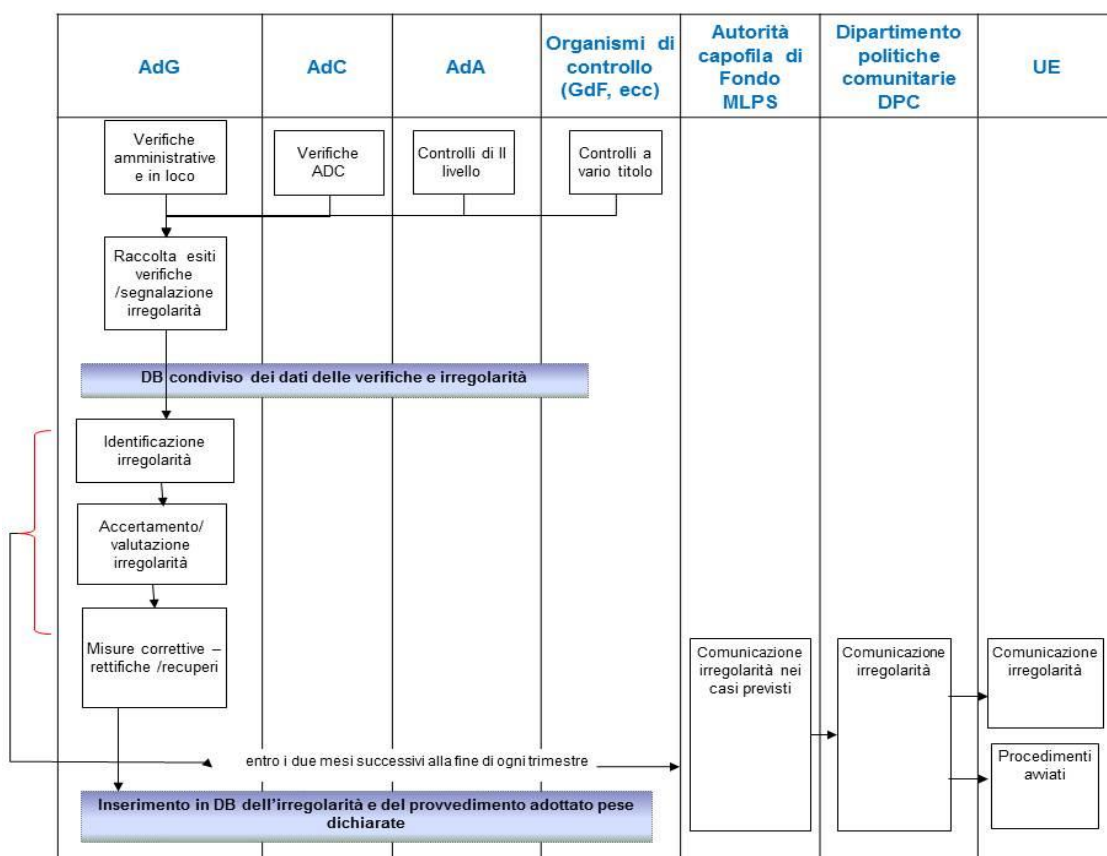 AdG
AdC
AdA
Organismi di
controllo
(GdF, ecc)
Autorità
capofila di
Fondo
MLPS
Dipartimento
politiche
comunitarie
DPC
UE
Verifiche
amministrative
e in loco
Verifiche
ADC
Controlli di II
livello
Controlli a
vario titolo
Raccolta esiti
verifiche
/segnalazione
irregolarità
DB condiviso dei dati delle verifiche e irregolarità
Identificazione
irregolarità
Accertamento/
valutazione
irregolarità
Misure correttive –
rettifiche /recuperi
Comunicazione
irregolarità nei
casi previsti
Comunicazione
irregolarità
Comunicazione
irregolarità
Procedimenti
avviati
entro i due mesi successivi alla fine di ogni trimestre
Inserimento in DB dell'irregolarità e del provvedimento adottato pese
dichiarate